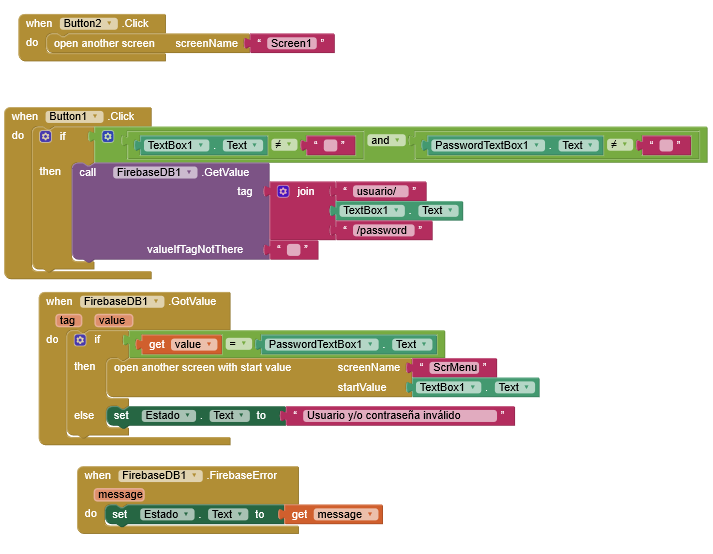 when Button2 .Click
do open another screen screenName “ Screen1 ”
when Button1 .Click
do if TextBox1 . Text ≠ “ ” and PasswordTextBox1 . Text ≠ “ ”
then call FirebaseDB1 .GetValue
tag join “ usuario/ ”
TextBox1 . Text
“ /password ”
valueIfTagNotThere “ ”
when FirebaseDB1 .GotValue
tag value
do if get value = PasswordTextBox1 . Text
then open another screen with start value screenName “ ScrMenu ”
startValue TextBox1 . Text
else set Estado . Text to “ Usuario y/o contraseña inválido ”
when FirebaseDB1 .FirebaseError
message
do set Estado . Text to get message